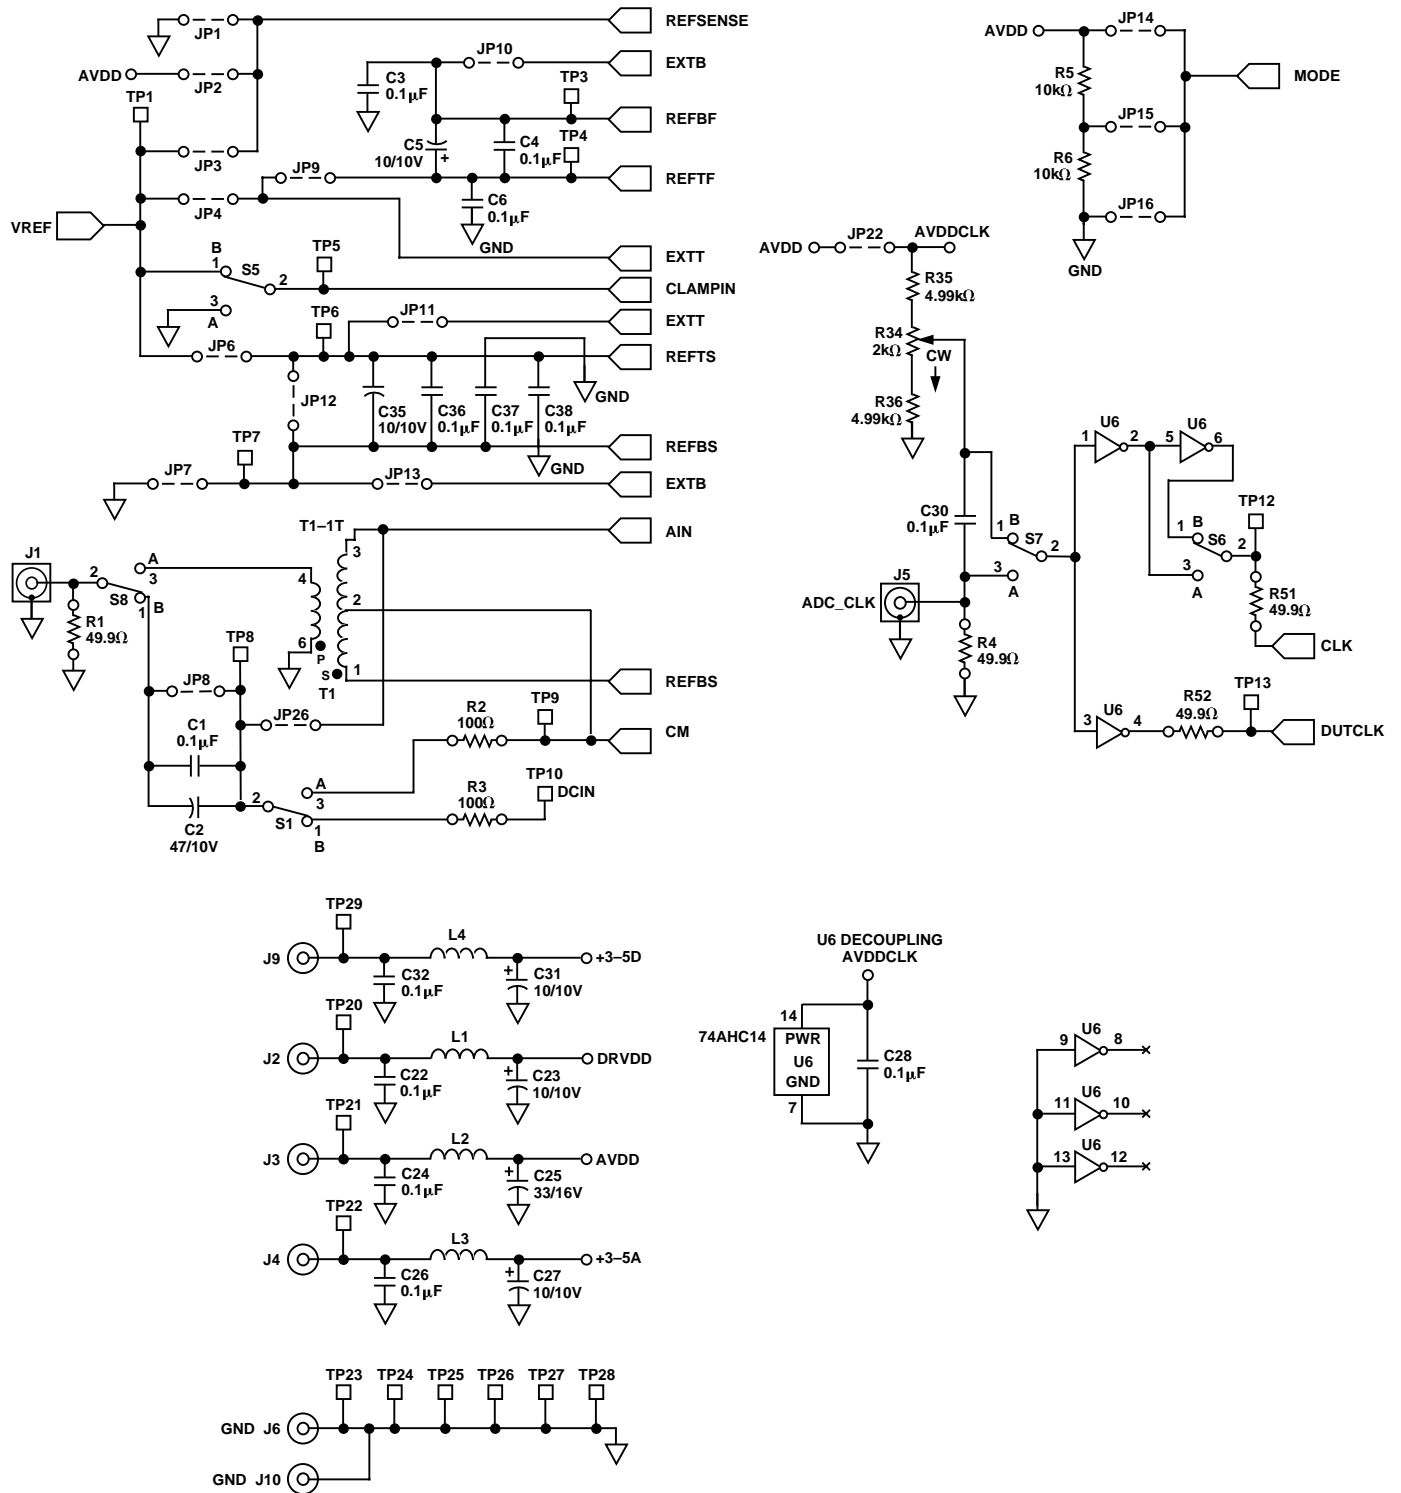 REFSENSE
JP1
AVDD
JP2
TP1
JP3
JP4
VREF
C3
0.1µF
JP10
EXTB
TP3
REFBF
C5
10/10V
+
C4
0.1µF
TP4
JP9
REFTF
C6
0.1µF
GND
EXTT
B
1
S5
2
TP5
CLAMPIN
3
A
TP6
JP11
EXTT
JP6
REFTS
JP12
C35
10/10V
C36
0.1µF
C37
0.1µF
C38
0.1µF
GND
REFBS
GND
TP7
JP7
JP13
EXTB
T1–1T
AIN
J1
2
A
3
S8
1
B
R1
49.9Ω
4
6
P
S
T1
3
2
1
REFBS
TP8
JP8
JP26
C1
0.1µF
C2
47/10V
R2
100Ω
TP9
CM
2
S1
A
3
1
B
R3
100Ω
TP10
DCIN
AVDD
JP14
R5
10kΩ
MODE
JP15
R6
10kΩ
JP16
GND
AVDD
JP22
AVDDCLK
R35
4.99kΩ
R34
2kΩ
CW
R36
4.99kΩ
C30
0.1µF
1
B
S7
2
3
A
J5
ADC_CLK
R4
49.9Ω
1
U6
2
5
U6
6
1
B
S6
2
3
A
TP12
R51
49.9Ω
CLK
3
U6
4
R52
49.9Ω
TP13
DUTCLK
TP29
J9
L4
C32
0.1µF
+
C31
10/10V
+3–5D
TP20
J2
L1
C22
0.1µF
+
C23
10/10V
DRVDD
TP21
J3
L2
C24
0.1µF
+
C25
33/16V
AVDD
TP22
J4
L3
C26
0.1µF
+
C27
10/10V
+3–5A
U6 DECOUPLING
AVDDCLK
14
74AHC14
PWR
U6
GND
7
C28
0.1µF
9
U6
8
11
U6
10
13
U6
12
TP23 TP24 TP25 TP26 TP27 TP28
GND J6
GND J10